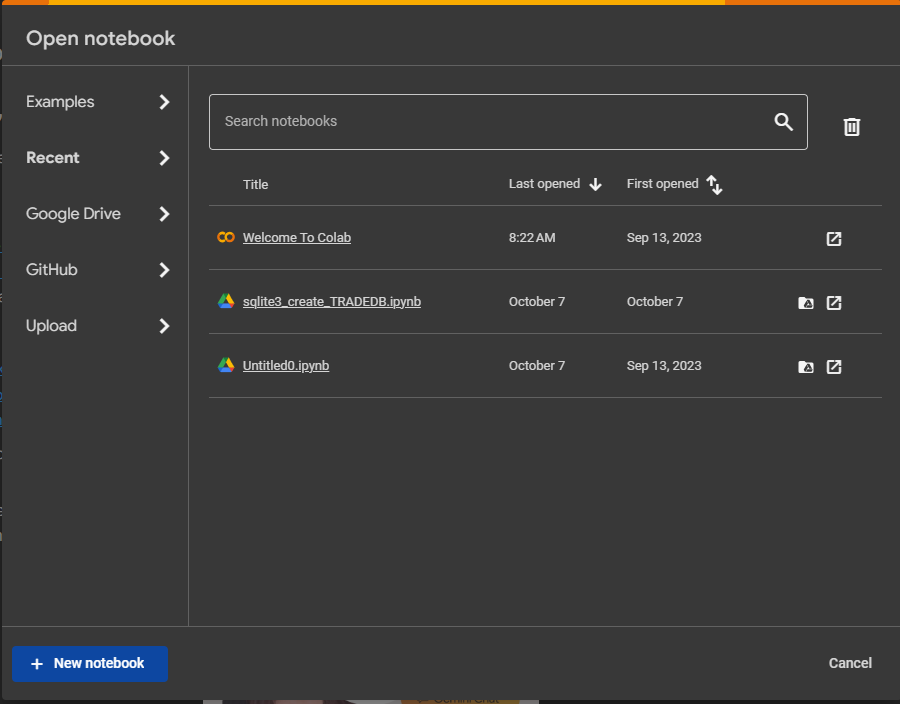 Open notebook
Examples
Recent
Google Drive
GitHub
Upload
Search notebooks
Title Last opened First opened
Welcome To Colab 8:22 AM Sep 13, 2023
sqlite3_create_TRADEDB.ipynb October 7 October 7
Untitled0.ipynb October 7 Sep 13, 2023
+ New notebook
Cancel